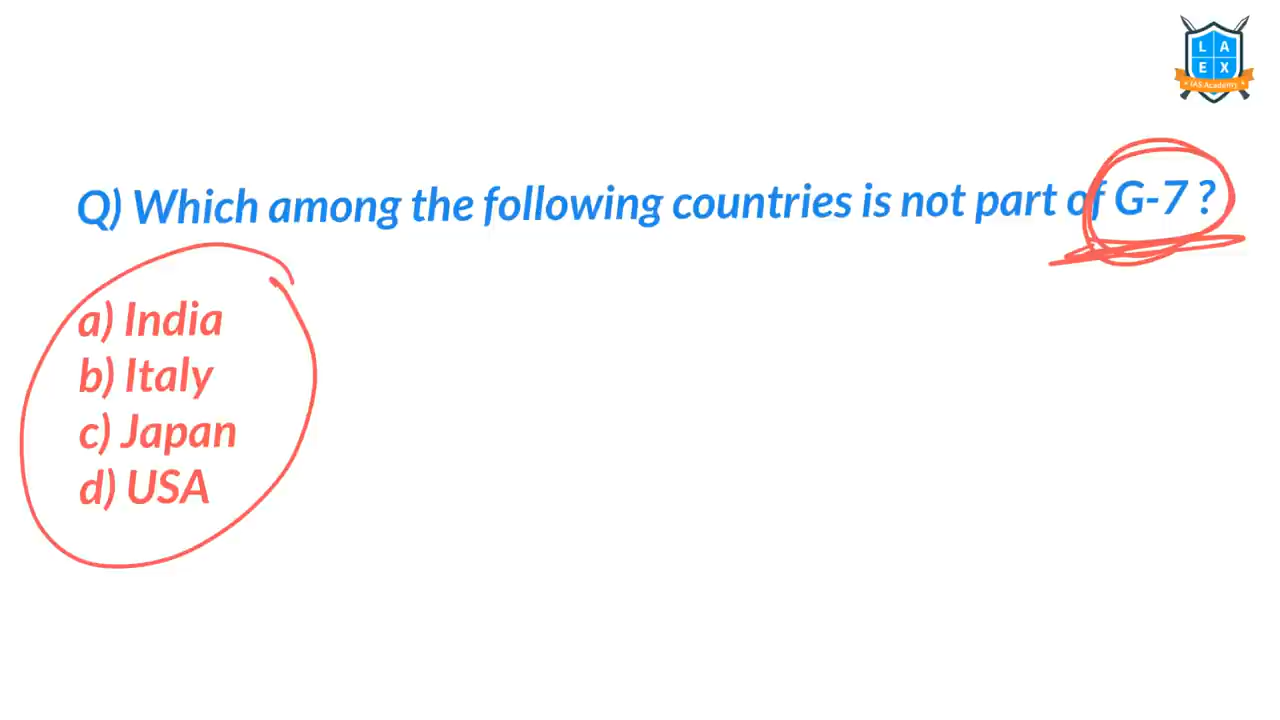 L A
E X
IAS Academy
Q) Which among the following countries is not part of G-7 ?
a) India
b) Italy
c) Japan
d) USA